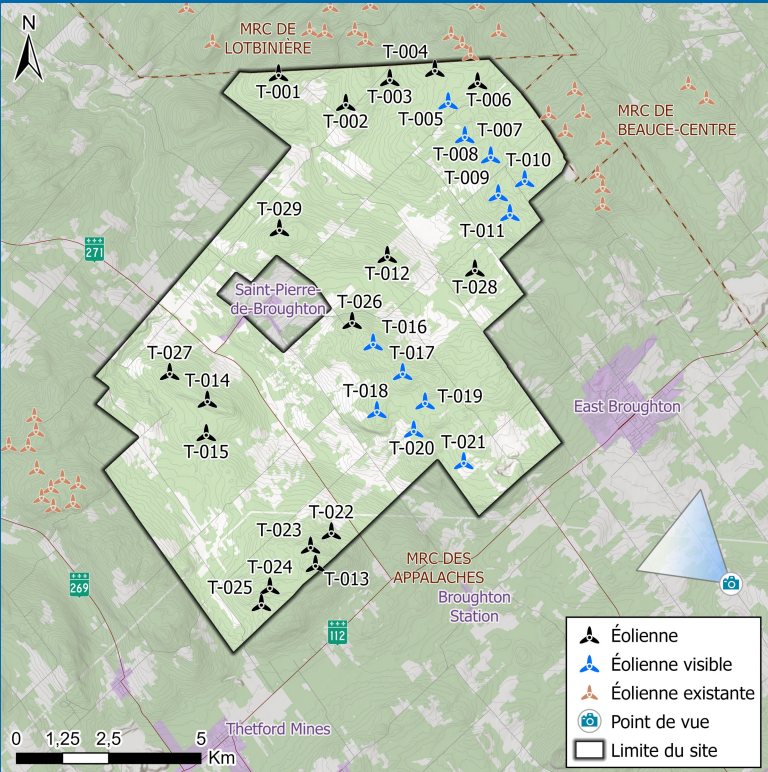 N
MRC DE
LOTBINIÈRE
T-004
T-001
T-002
T-003
T-005
T-006
MRC DE
BEAUCE-CENTRE
T-007
T-008
T-010
T-009
T-011
T-029
271
T-012
T-028
Saint-Pierre-
de-Broughton
T-026
T-016
T-027
T-017
T-014
T-018
T-019
East Broughton
T-015
T-020
T-021
T-022
T-023
T-024
T-013
T-025
MRC DES
APPALACHES
Broughton
Station
269
112
Thetford Mines
0 1,25 2,5 5
Km
Éolienne
Éolienne visible
Éolienne existante
Point de vue
Limite du site